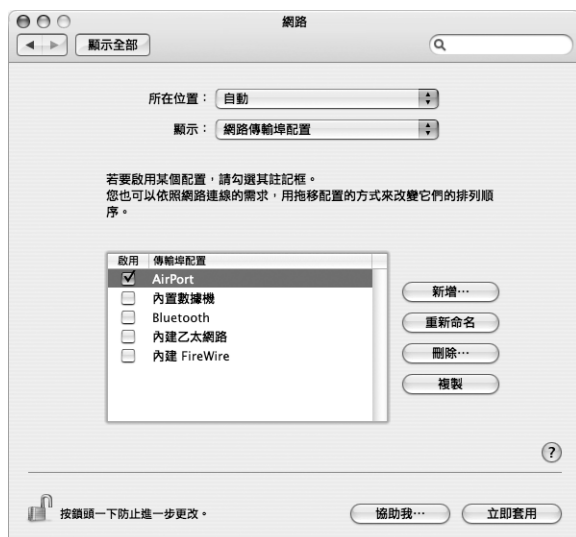 網路
顯示全部
所在位置： 自動
顯示： 網路傳輸埠配置
若要啟用某個配置，請勾選其註記框。
您也可以依照網路連線的需求，用拖移配置的方式來改變它們的排列順
序。
啟用 傳輸埠配置
AirPort
內置數據機
Bluetooth
內建乙太網路
內建 FireWire
新增…
重新命名
刪除…
複製
?
按鎖頭一下防止進一步更改。
協助我…
立即套用